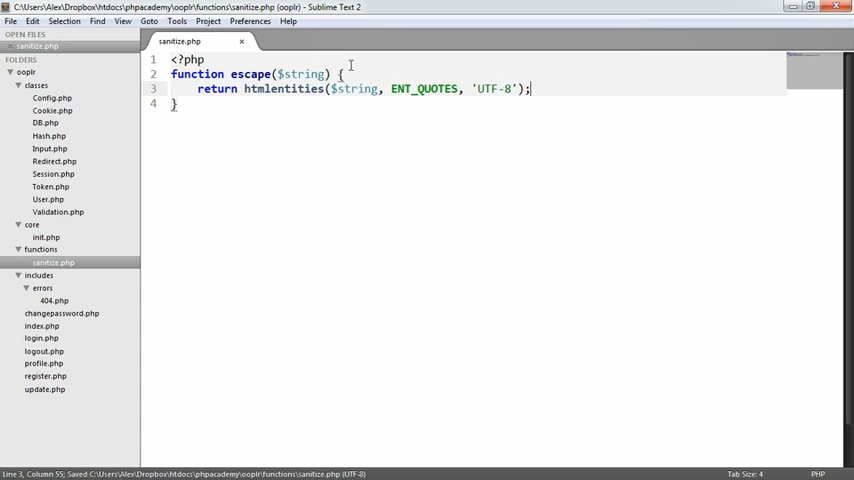 C:\Users\Alex\Dropbox\htdocs\phpacademy\ooplr\functions\sanitize.php (ooplr) - Sublime Text 2
File Edit Selection Find View Goto Tools Project Preferences Help
OPEN FILES
sanitize.php
FOLDERS
ooplr
classes
Config.php
Cookie.php
DB.php
Hash.php
Input.php
Redirect.php
Session.php
Token.php
User.php
Validation.php
core
init.php
functions
sanitize.php
includes
errors
404.php
changepassword.php
index.php
login.php
logout.php
profile.php
register.php
update.php
sanitize.php
1 <?php
2 function escape($string) {
3 return htmlentities($string, ENT_QUOTES, 'UTF-8');
4 }
Line 3, Column 55; Saved C:\Users\Alex\Dropbox\htdocs\phpacademy\ooplr\functions\sanitize.php (UTF-8)
Tab Size: 4
PHP